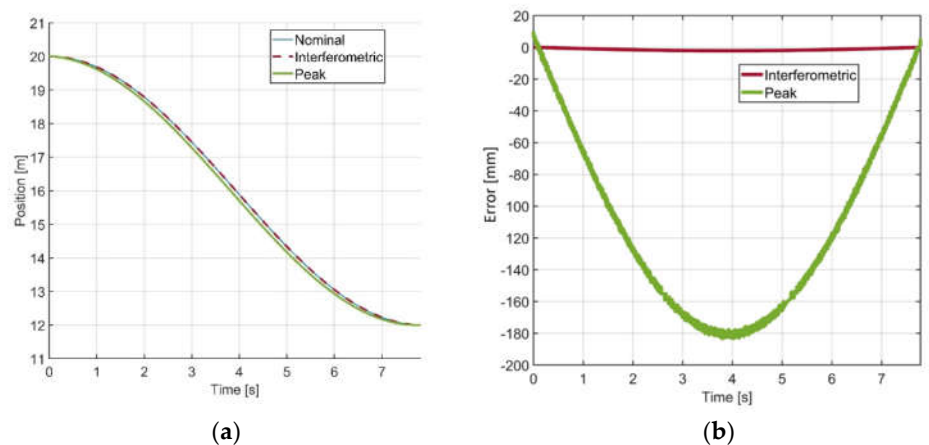 21
20
19
18
17
16
15
14
13
12
11
Position [m]
0 1 2 3 4 5 6 7
Time [s]
Nominal
Interferometric
Peak
(a)
20
0
-20
-40
-60
-80
100
-120
-140
-160
-180
-200
Error [mm]
0 1 2 3 4 5 6 7
Time [s]
Interferometric
Peak
(b)